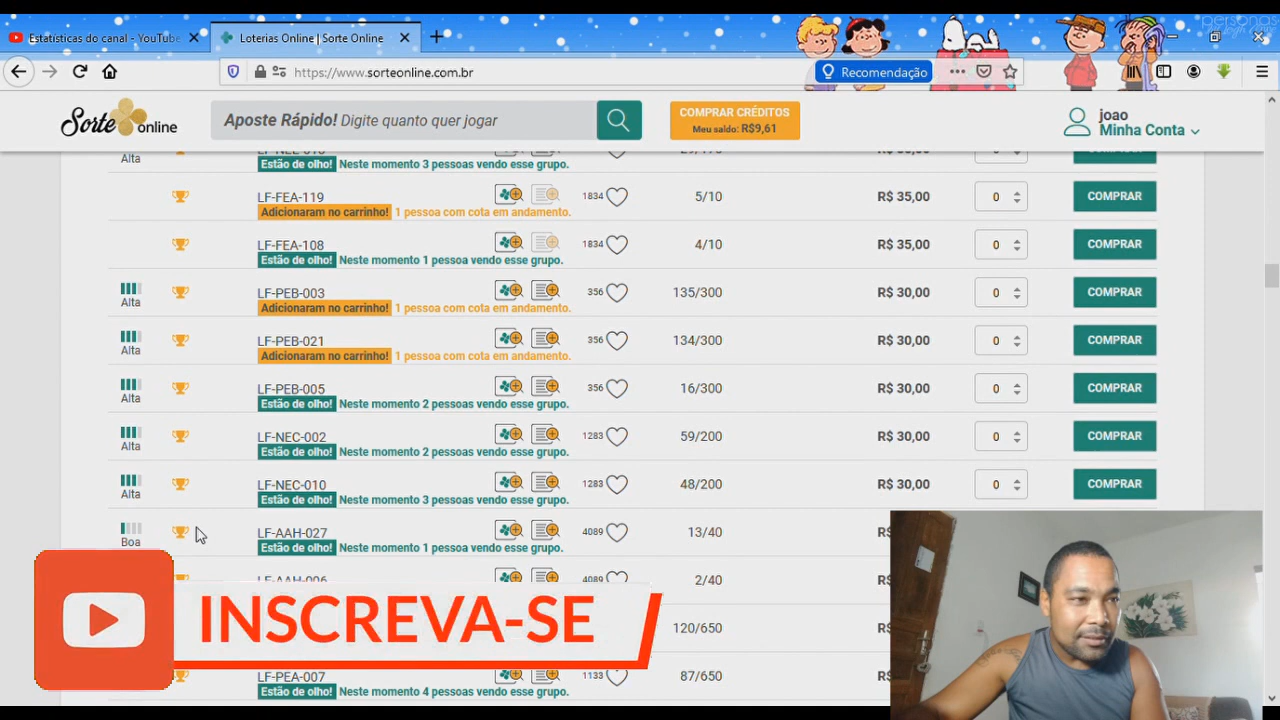 Estatísticas do canal - YouTube
Loterias Online | Sorte Online
https://www.sorteonline.com.br
Recomendação
personas
Sorte online
Aposte Rápido! Digite quanto quer jogar
COMPRAR CRÉDITOS
Meu saldo: R$9,61
joao
Minha Conta
Alta
COMPRAR
Estão de olho! Neste momento 3 pessoas vendo esse grupo.
LF-FEA-119 1834 5/10 R$ 35,00 0 COMPRAR
Adicionaram no carrinho! 1 pessoa com cota em andamento.
LF-FEA-108 1834 4/10 R$ 35,00 0 COMPRAR
Estão de olho! Neste momento 1 pessoa vendo esse grupo.
Alta LF-PEB-003 356 135/300 R$ 30,00 0 COMPRAR
Adicionaram no carrinho! 1 pessoa com cota em andamento.
Alta LF-PEB-021 356 134/300 R$ 30,00 0 COMPRAR
Adicionaram no carrinho! 1 pessoa com cota em andamento.
Alta LF-PEB-005 356 16/300 R$ 30,00 0 COMPRAR
Estão de olho! Neste momento 2 pessoas vendo esse grupo.
Alta LF-NEC-002 1283 59/200 R$ 30,00 0 COMPRAR
Estão de olho! Neste momento 2 pessoas vendo esse grupo.
Alta LF-NEC-010 1283 48/200 R$ 30,00 0 COMPRAR
Estão de olho! Neste momento 3 pessoas vendo esse grupo.
Boa LF-AAH-027 4089 13/40 R$
Estão de olho! Neste momento 1 pessoa vendo esse grupo.
LF-AAH-006 4089 2/40 R$
INSCREVA-SE
120/650 R$
LF-PEA-007 1133 87/650 R$
Estão de olho! Neste momento 4 pessoas vendo esse grupo.